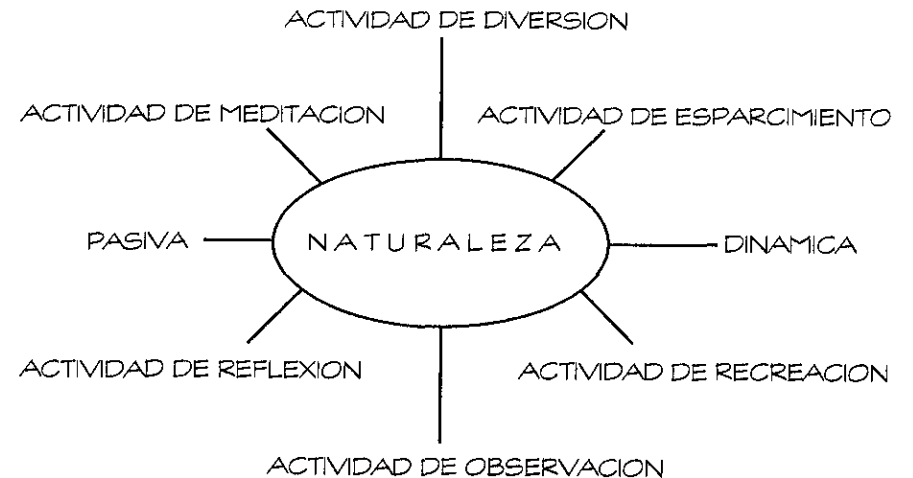 ACTIVIDAD DE DIVERSION
ACTIVIDAD DE MEDITACION
ACTIVIDAD DE ESPARCIMIENTO
PASIVA
NATURALEZA
DINAMICA
ACTIVIDAD DE REFLEXION
ACTIVIDAD DE RECREACION
ACTIVIDAD DE OBSERVACION